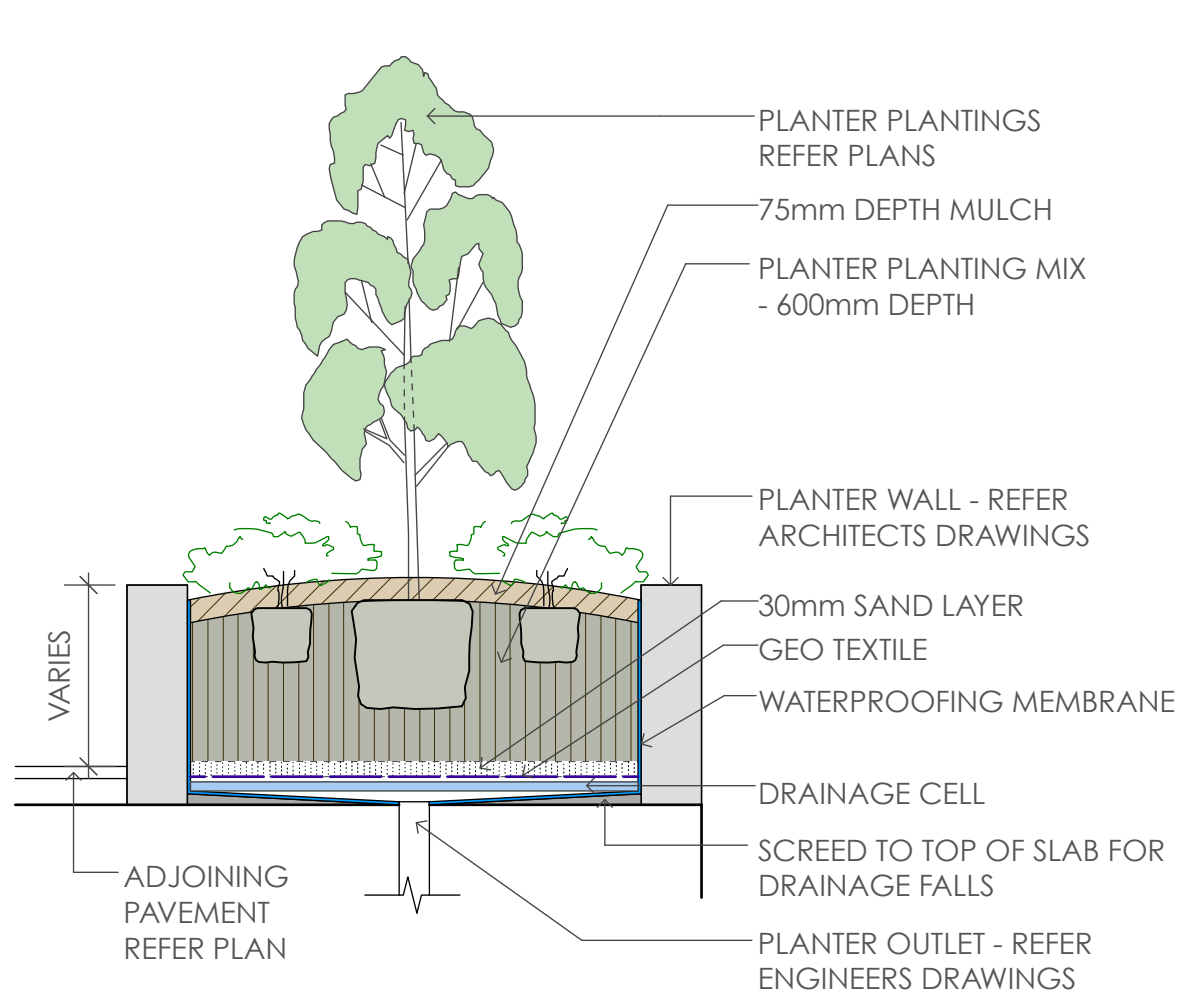 PLANTER PLANTINGS
REFER PLANS
75mm DEPTH MULCH
PLANTER PLANTING MIX
- 600mm DEPTH
PLANTER WALL - REFER
ARCHITECTS DRAWINGS
30mm SAND LAYER
GEO TEXTILE
WATERPROOFING MEMBRANE
DRAINAGE CELL
SCREED TO TOP OF SLAB FOR
DRAINAGE FALLS
PLANTER OUTLET - REFER
ENGINEERS DRAWINGS
VARIES
ADJOINING
PAVEMENT
REFER PLAN